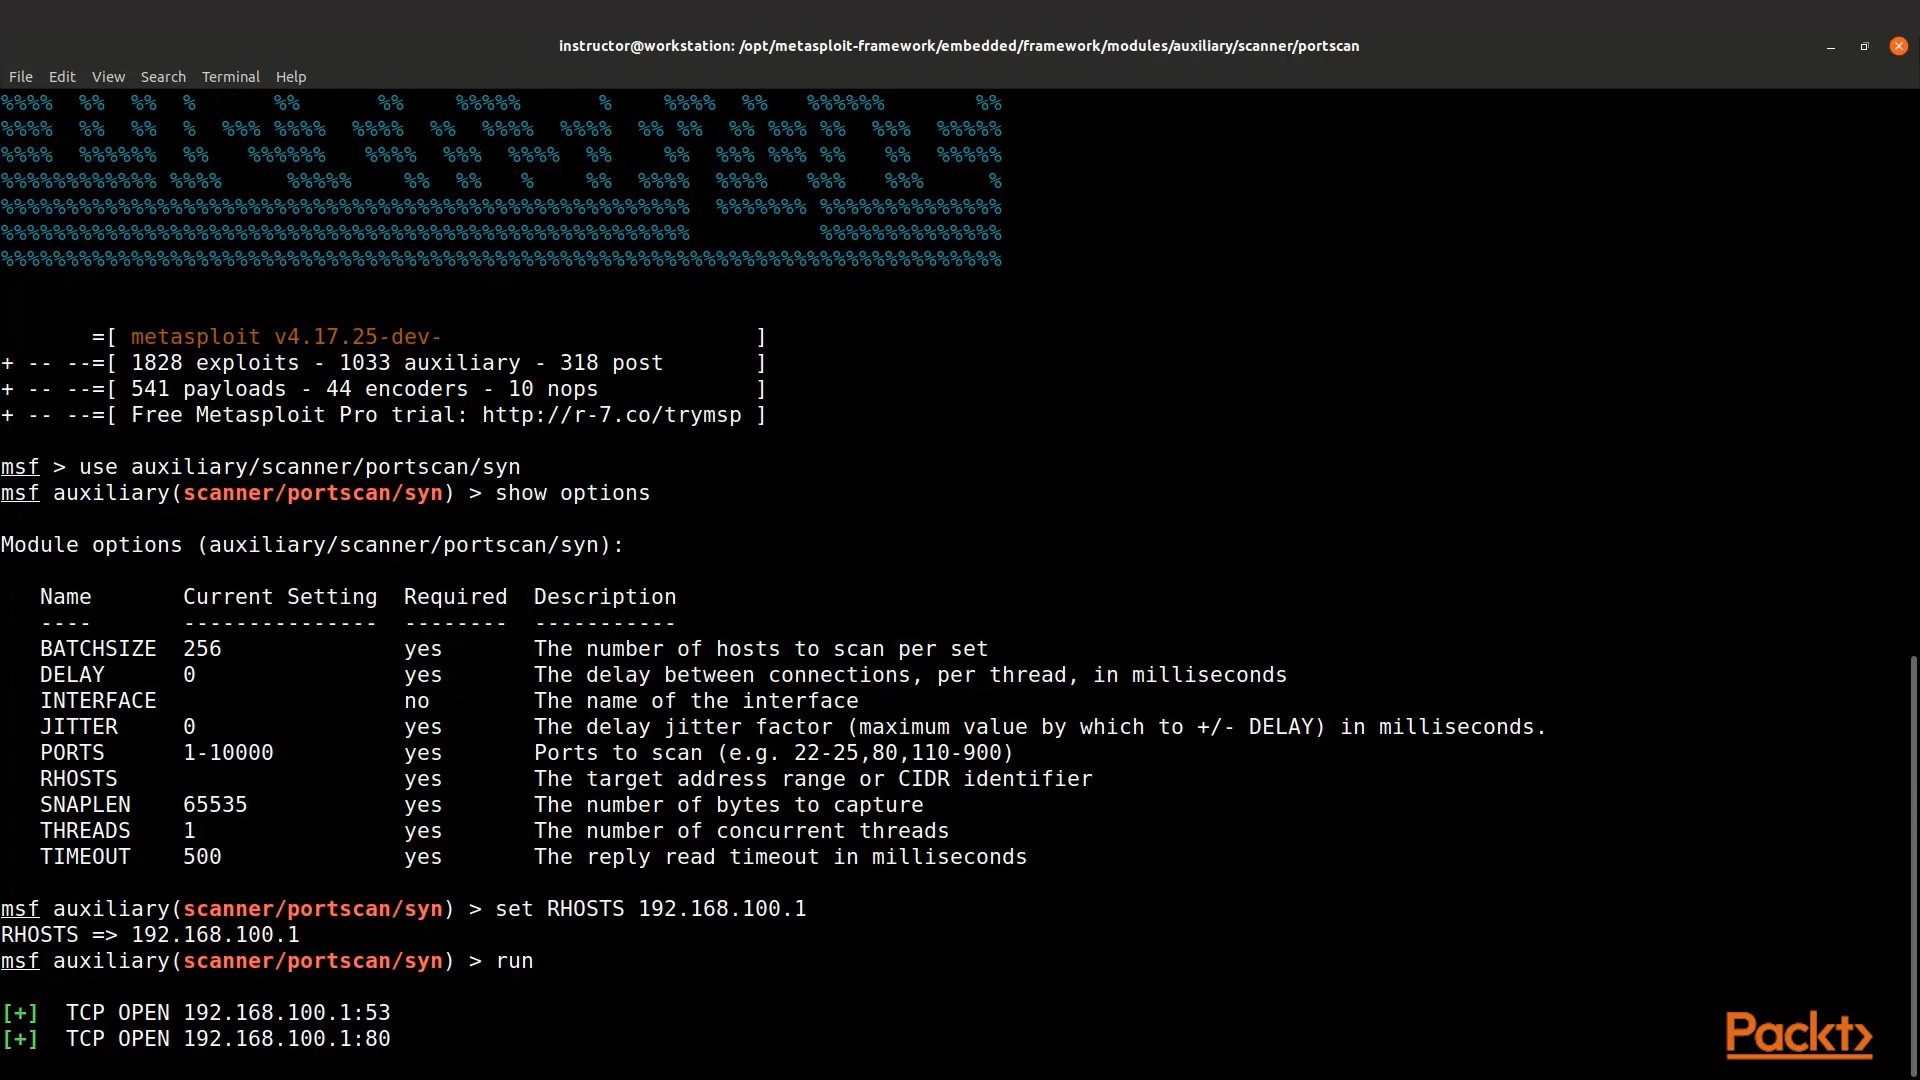 instructor@workstation: /opt/metasploit-framework/embedded/framework/modules/auxiliary/scanner/portscan
File Edit View Search Terminal Help
%%%%  %%  %%  %      %%      %%    %%%%%      %    %%%%  %%   %%%%%%       %%
%%%%  %%  %%  %  %%% %%%%  %%%%  %%  %%%%  %%%%  %% %%  %% %%% %%  %%%  %%%%%
%%%%  %%%%%%  %%   %%%%%%   %%%%  %%%  %%%%  %%    %%  %%% %%% %%   %%  %%%%%
%%%%%%%%%%%% %%%%     %%%%%    %%  %%   %    %%  %%%%  %%%%   %%%   %%%     %
%%%%%%%%%%%%%%%%%%%%%%%%%%%%%%%%%%%%%%%%%%%%%%%%%%%%%  %%%%%%% %%%%%%%%%%%%%%
%%%%%%%%%%%%%%%%%%%%%%%%%%%%%%%%%%%%%%%%%%%%%%%%%%%%%          %%%%%%%%%%%%%%
%%%%%%%%%%%%%%%%%%%%%%%%%%%%%%%%%%%%%%%%%%%%%%%%%%%%%%%%%%%%%%%%%%%%%%%%%%%%%%%
=[ metasploit v4.17.25-dev-                        ]
+ -- --=[ 1828 exploits - 1033 auxiliary - 318 post       ]
+ -- --=[ 541 payloads - 44 encoders - 10 nops            ]
+ -- --=[ Free Metasploit Pro trial: http://r-7.co/trymsp ]
msf > use auxiliary/scanner/portscan/syn
msf auxiliary(scanner/portscan/syn) > show options
Module options (auxiliary/scanner/portscan/syn):
Name       Current Setting  Required  Description
----       ---------------  --------  -----------
BATCHSIZE  256              yes       The number of hosts to scan per set
DELAY      0                yes       The delay between connections, per thread, in milliseconds
INTERFACE                   no        The name of the interface
JITTER     0                yes       The delay jitter factor (maximum value by which to +/- DELAY) in milliseconds.
PORTS      1-10000          yes       Ports to scan (e.g. 22-25,80,110-900)
RHOSTS                      yes       The target address range or CIDR identifier
SNAPLEN    65535            yes       The number of bytes to capture
THREADS    1                yes       The number of concurrent threads
TIMEOUT    500              yes       The reply read timeout in milliseconds
msf auxiliary(scanner/portscan/syn) > set RHOSTS 192.168.100.1
RHOSTS => 192.168.100.1
msf auxiliary(scanner/portscan/syn) > run
[+]  TCP OPEN 192.168.100.1:53
[+]  TCP OPEN 192.168.100.1:80
Packt>